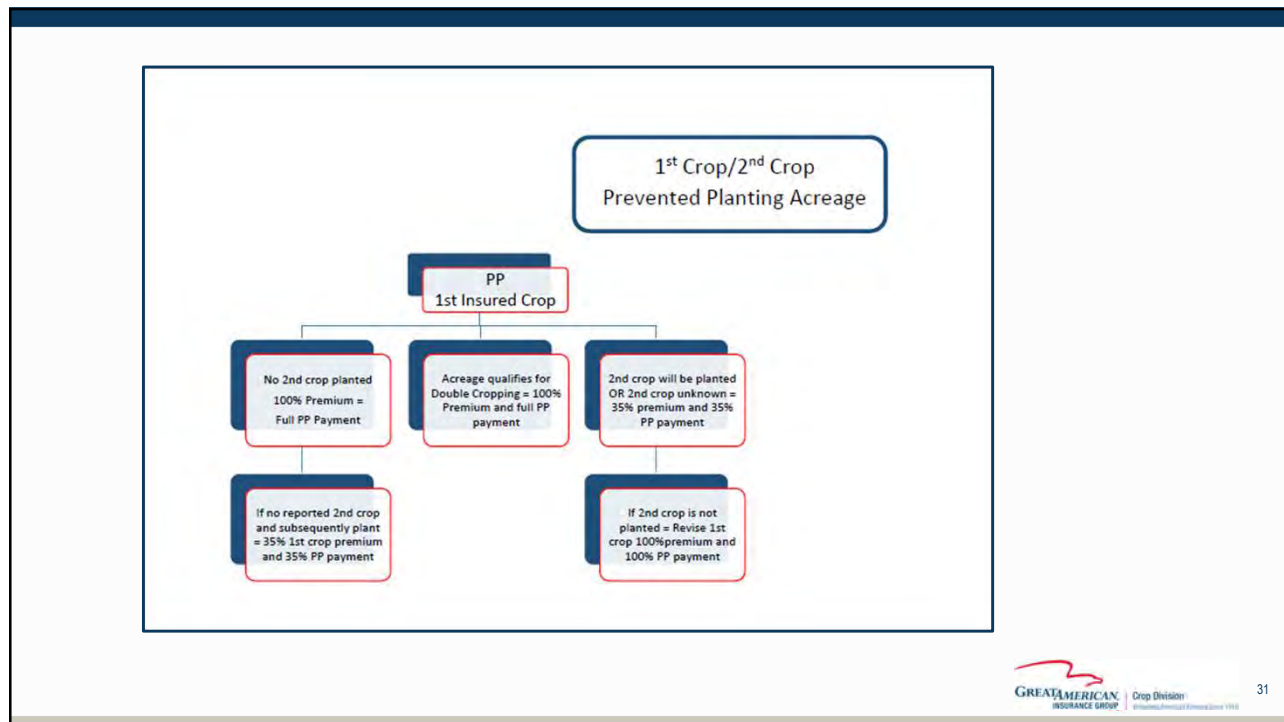 1st Crop/2nd Crop
Prevented Planting Acreage
PP
1st Insured Crop
No 2nd crop planted
100% Premium =
Full PP Payment
Acreage qualifies for
Double Cropping = 100%
Premium and full PP
payment
2nd crop will be planted
OR 2nd crop unknown =
35% premium and 35%
PP payment
If no reported 2nd crop
and subsequently plant
= 35% 1st crop premium
and 35% PP payment
If 2nd crop is not
planted = Revise 1st
crop 100%premium and
100% PP payment
GREATAMERICAN.
INSURANCE GROUP
Crop Division
31